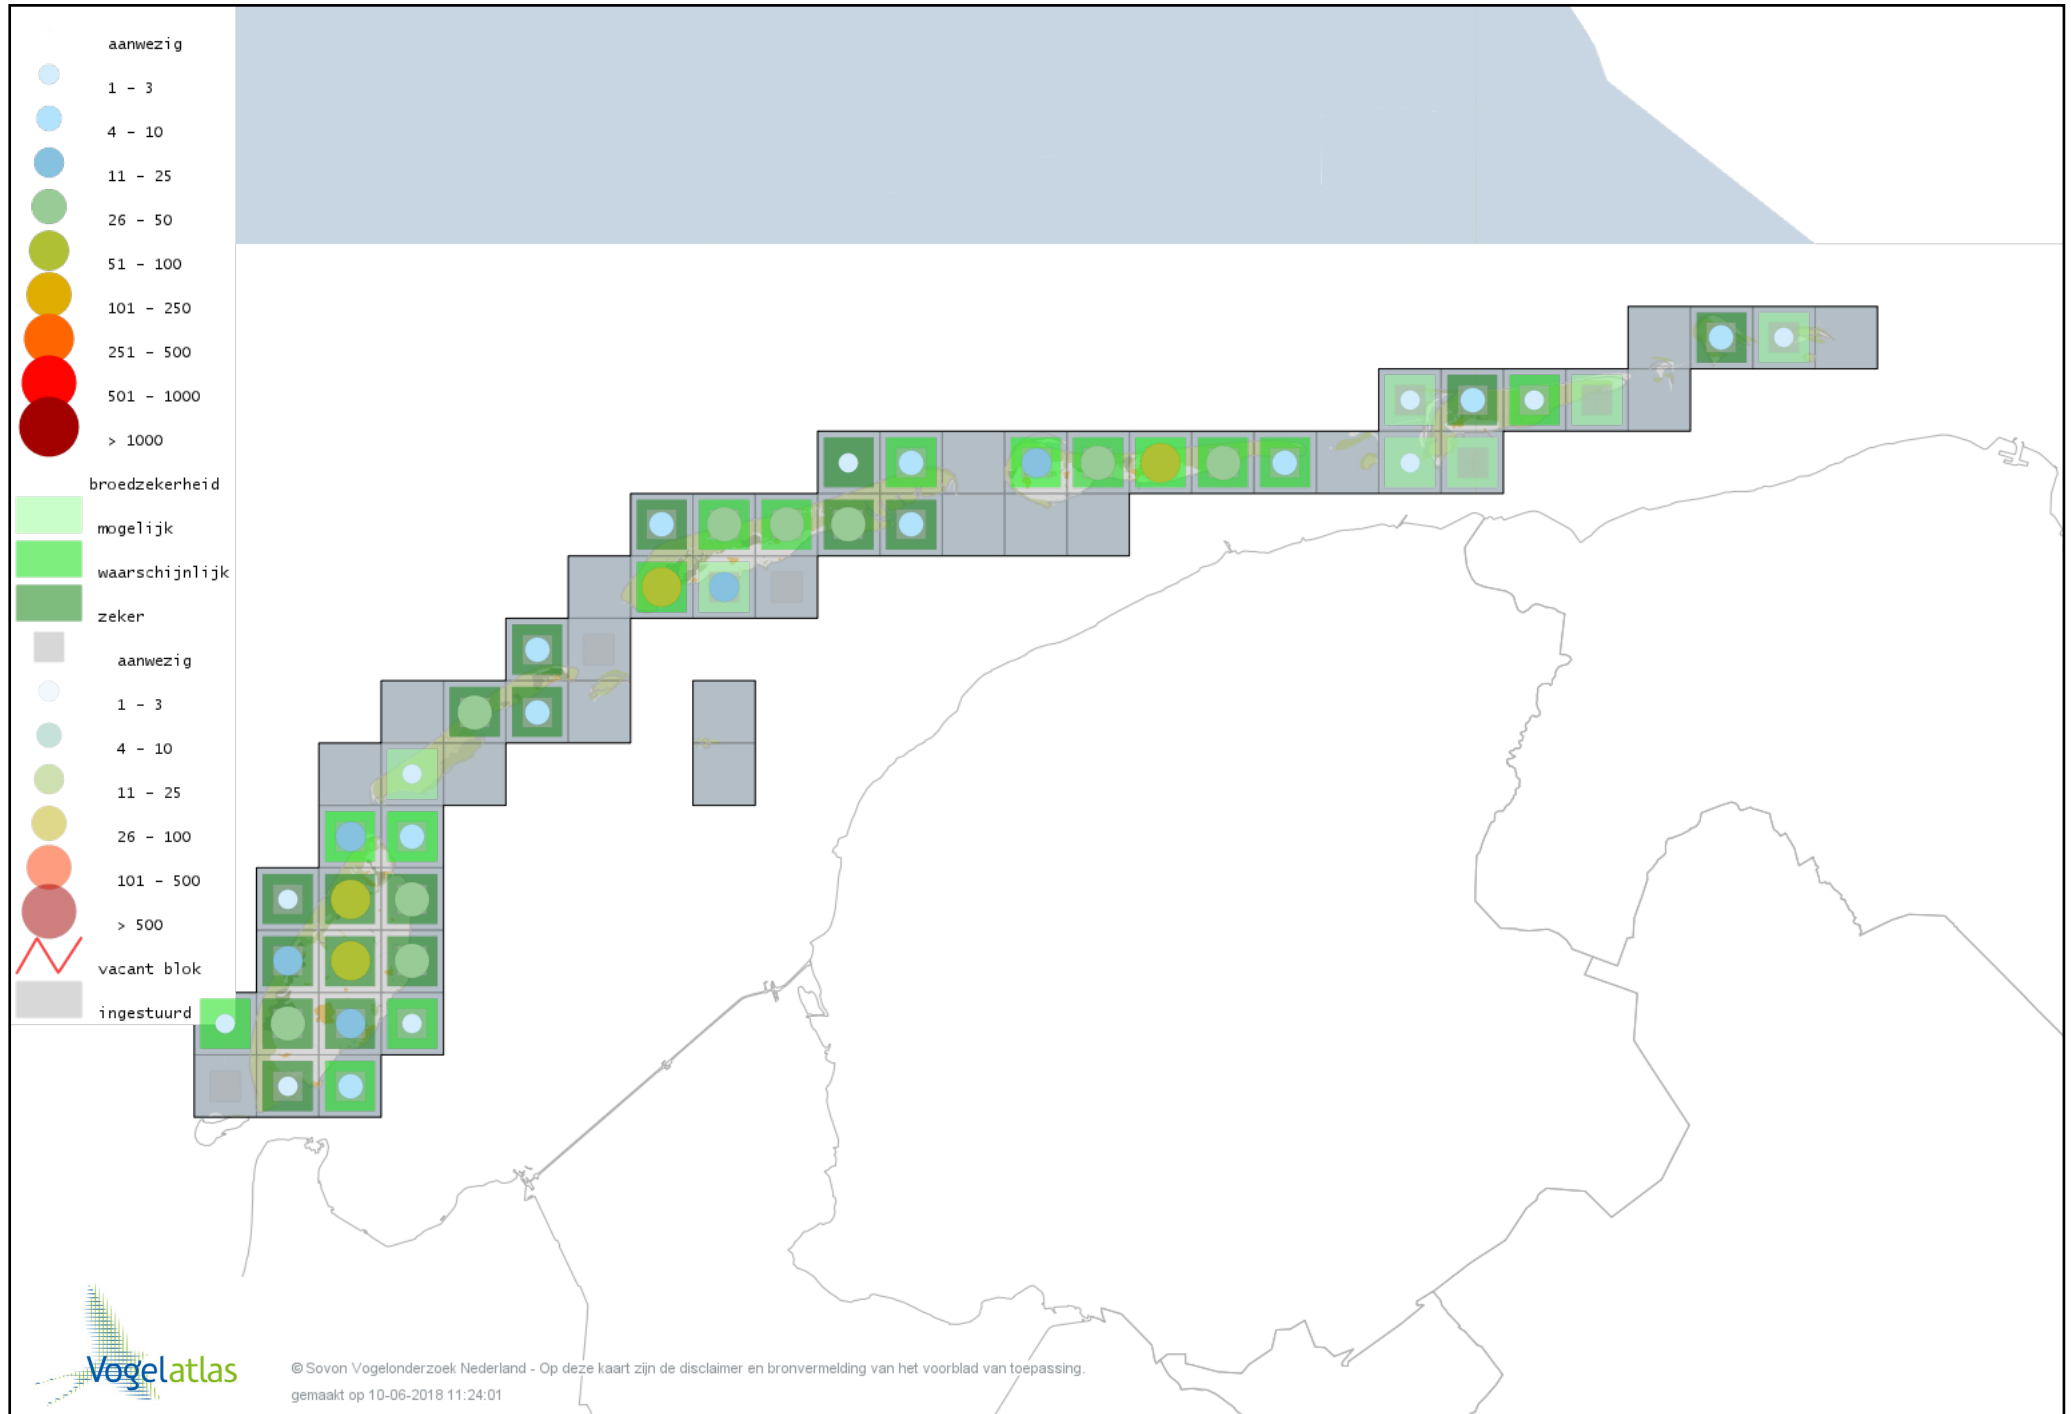 aanwezig
1 – 3
4 – 10
11 – 25
26 – 50
51 – 100
101 – 250
251 – 500
501 – 1000
> 1000
broedzekerheid
mogelijk
waarschijnlijk
zeker
aanwezig
1 – 3
4 – 10
11 – 25
26 – 100
101 – 500
> 500
vacant blok
ingestuurd
Vogelatlas
© Sovon Vogelonderzoek Nederland - Op deze kaart zijn de disclaimer en bronvermelding van het voorblad van toepassing.
gemaakt op 10-06-2018 11:24:01